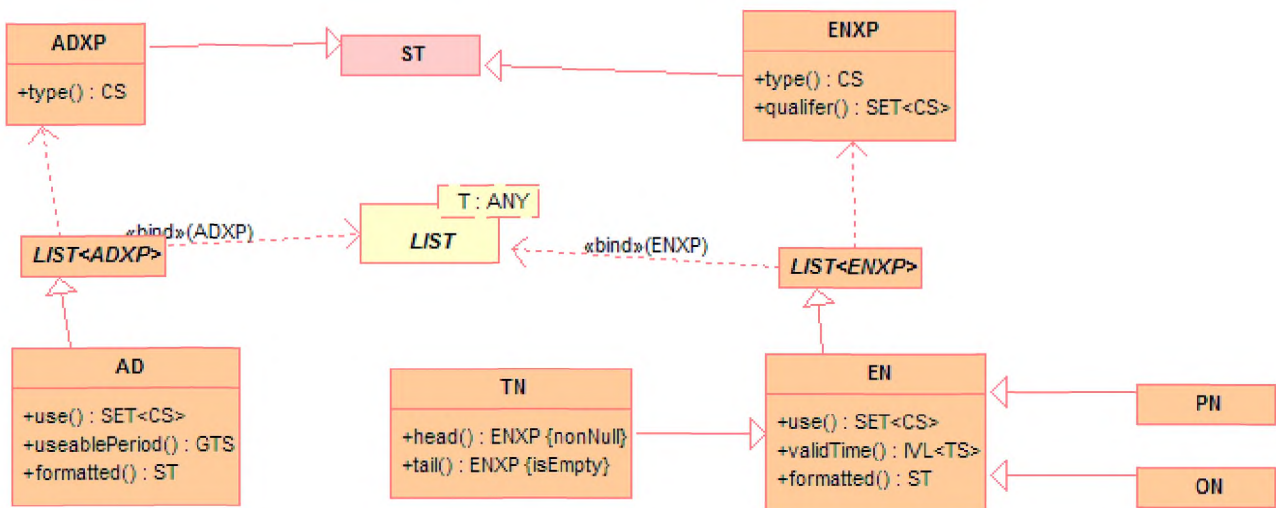 ADXP
+type() : CS
ST
ENXP
+type() : CS
+qualifer() : SET<CS>
T : ANY
LIST
«bind»(ADXP)
«bind»(ENXP)
LIST<ADXP>
LIST<ENXP>
AD
+use() : SET<CS>
+useablePeriod() : GTS
+formatted() : ST
TN
+head() : ENXP {nonNull}
+tail() : ENXP {isEmpty}
EN
+use() : SET<CS>
+validTime() : IVL<TS>
+formatted() : ST
PN
ON